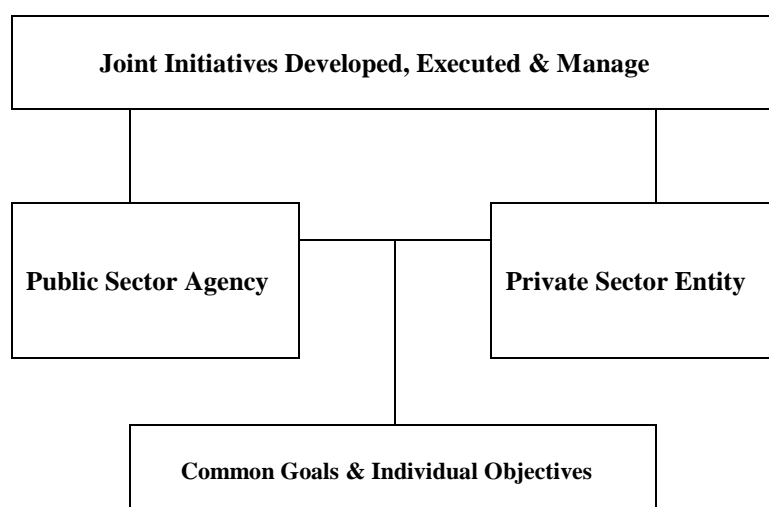 Joint Initiatives Developed, Executed & Manage
Public Sector Agency
Private Sector Entity
Common Goals & Individual Objectives